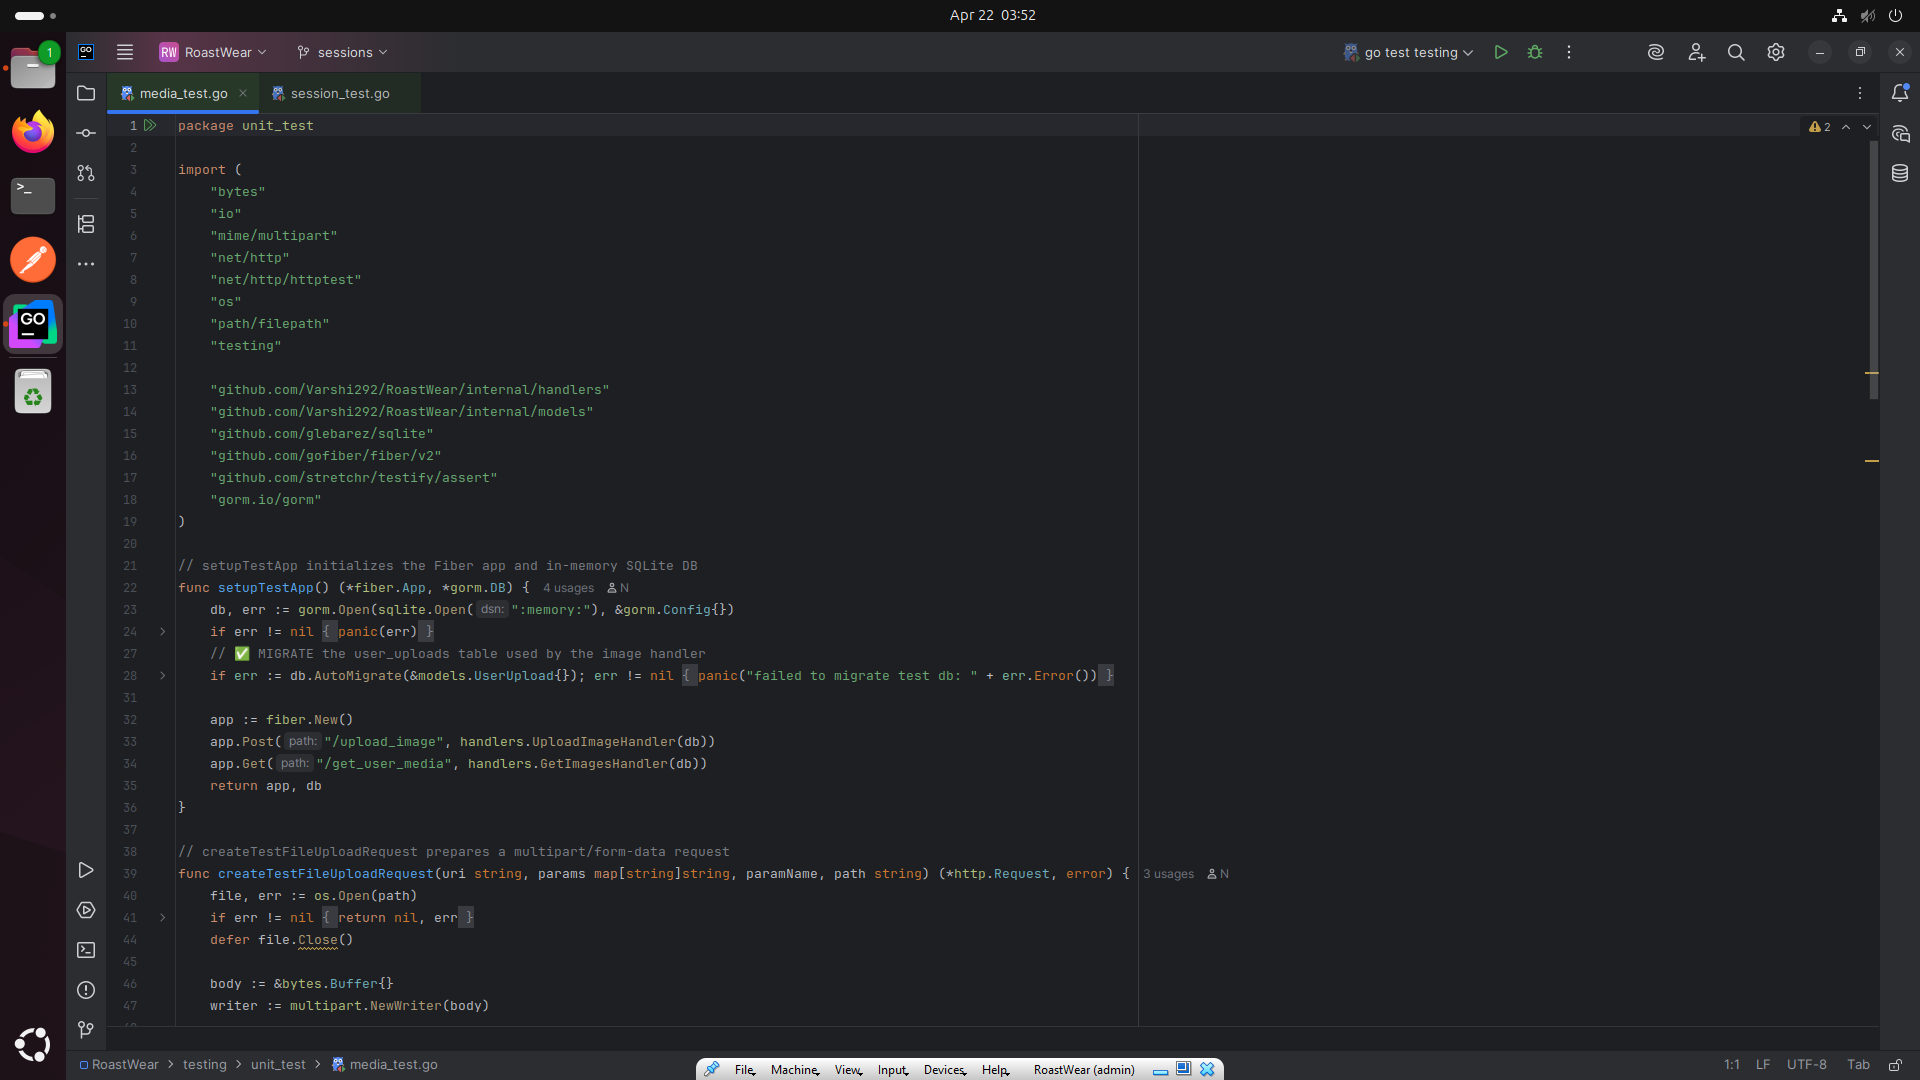 Apr 22 03:52
1
GO
RW RoastWear
sessions
go test testing
media_test.go
session_test.go
2
1 package unit_test
2
3 import (
4 "bytes"
5 "io"
6 "mime/multipart"
7 "net/http"
8 "net/http/httptest"
9 "os"
10 "path/filepath"
11 "testing"
12
13 "github.com/Varshi292/RoastWear/internal/handlers"
14 "github.com/Varshi292/RoastWear/internal/models"
15 "github.com/glebarez/sqlite"
16 "github.com/gofiber/fiber/v2"
17 "github.com/stretchr/testify/assert"
18 "gorm.io/gorm"
19 )
20
21 // setupTestApp initializes the Fiber app and in-memory SQLite DB
22 func setupTestApp() (*fiber.App, *gorm.DB) { 4 usages N
23 db, err := gorm.Open(sqlite.Open( dsn: ":memory:"), &gorm.Config{})
24 if err != nil { panic(err) }
27 // ✅ MIGRATE the user_uploads table used by the image handler
28 if err := db.AutoMigrate(&models.UserUpload{}); err != nil { panic("failed to migrate test db: " + err.Error()) }
31
32 app := fiber.New()
33 app.Post( path: "/upload_image", handlers.UploadImageHandler(db))
34 app.Get( path: "/get_user_media", handlers.GetImagesHandler(db))
35 return app, db
36 }
37
38 // createTestFileUploadRequest prepares a multipart/form-data request
39 func createTestFileUploadRequest(uri string, params map[string]string, paramName, path string) (*http.Request, error) { 3 usages N
40 file, err := os.Open(path)
41 if err != nil { return nil, err }
44 defer file.Close()
45
46 body := &bytes.Buffer{}
47 writer := multipart.NewWriter(body)
GO
RoastWear > testing > unit_test > media_test.go
1:1 LF UTF-8 Tab
File Machine View Input Devices Help RoastWear (admin)